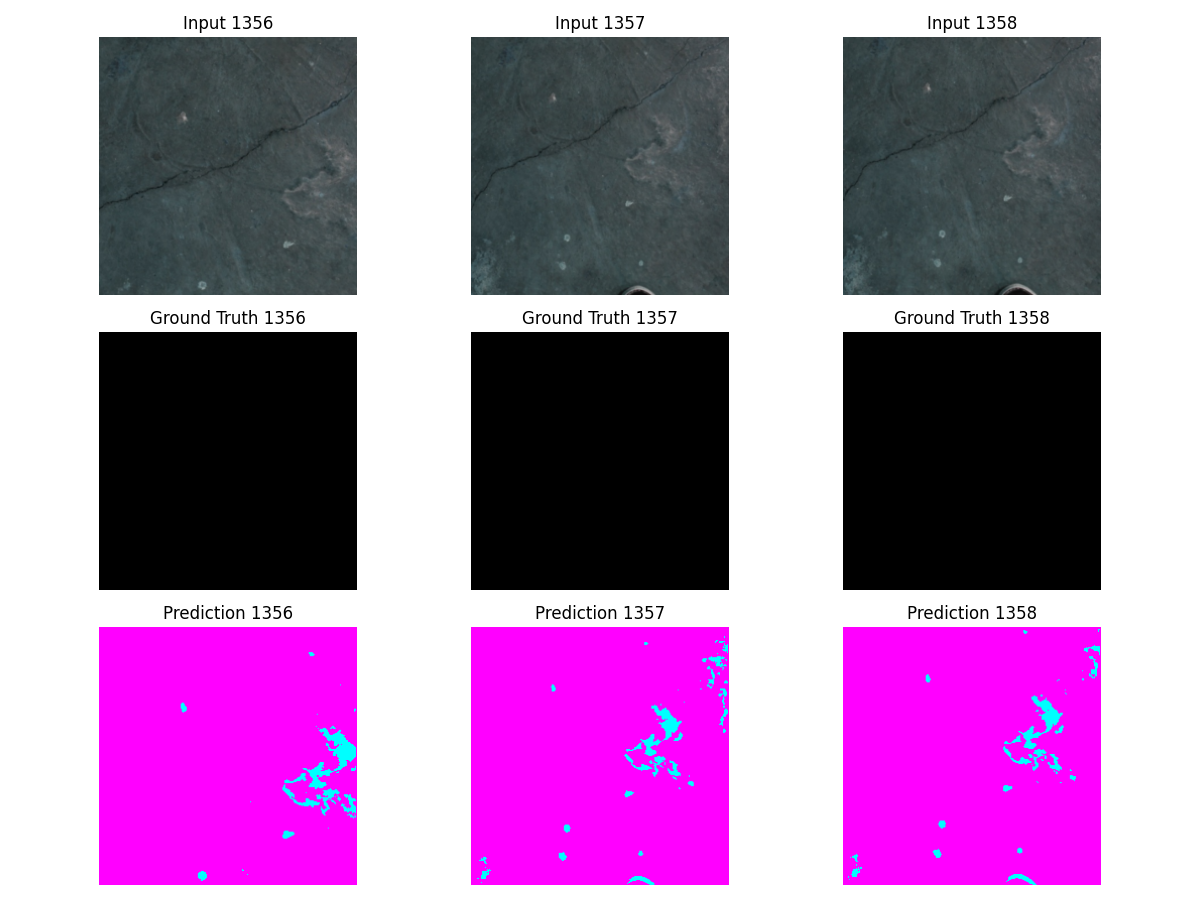 Input 1356
Input 1357
Input 1358
Ground Truth 1356
Ground Truth 1357
Ground Truth 1358
Prediction 1356
Prediction 1357
Prediction 1358